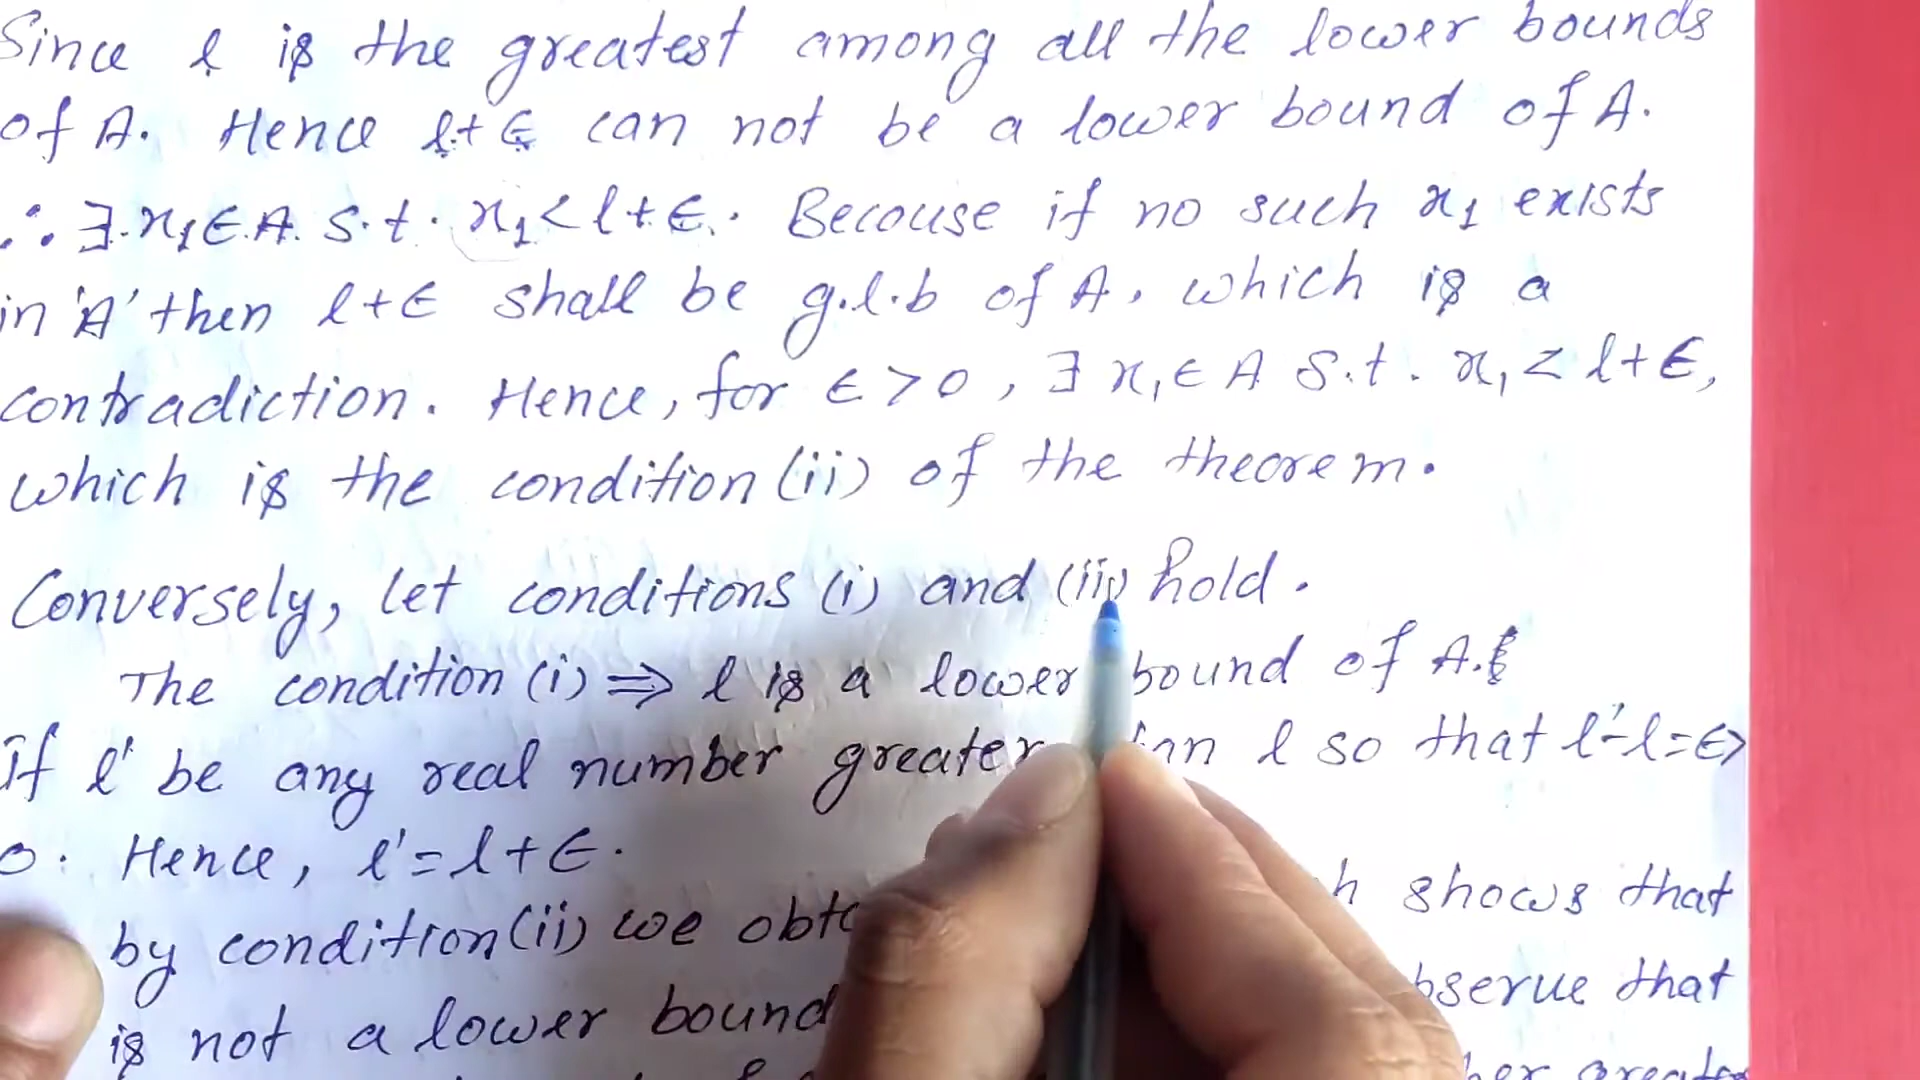 Since l is the greatest among all the lower bounds
of A. Hence l+ϵ can not be a lower bound of A.
∴ ∃ x₁ ∈ A s.t. x₁ < l+ϵ. Becouse if no such x₁ exists
in 'A' then l+ϵ shall be g.l.b of A, which is a
contradiction. Hence, for ϵ > 0, ∃ x₁ ∈ A s.t. x₁ < l+ϵ,
which is the condition (ii) of the theorem.
Conversely, let conditions (i) and (ii) hold.
The condition (i) ⇒ l is a lower bound of A.
If l' be any real number greater l so that l'-l=ϵ>
0. Hence, l' = l+ϵ.
by condition (ii) we shows that
is not a lower bound that